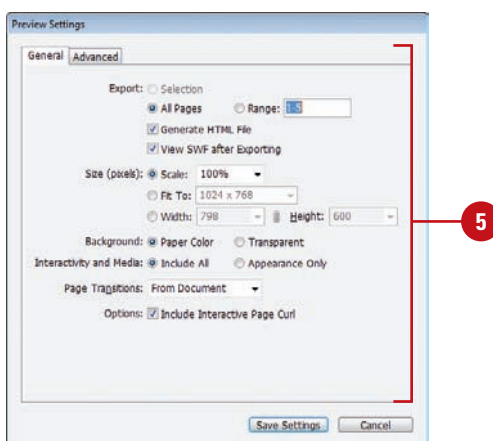 Preview Settings
General Advanced
Export: Selection
All Pages Range: 1-5
Generate HTML File
View SWF after Exporting
Size (pixels): Scale: 100%
Fit To: 1024 x 768
Width: 798 Height: 600
Background: Paper Color Transparent
Interactivity and Media: Include All Appearance Only
Page Transitions: From Document
Options: Include Interactive Page Curl
5
Save Settings Cancel